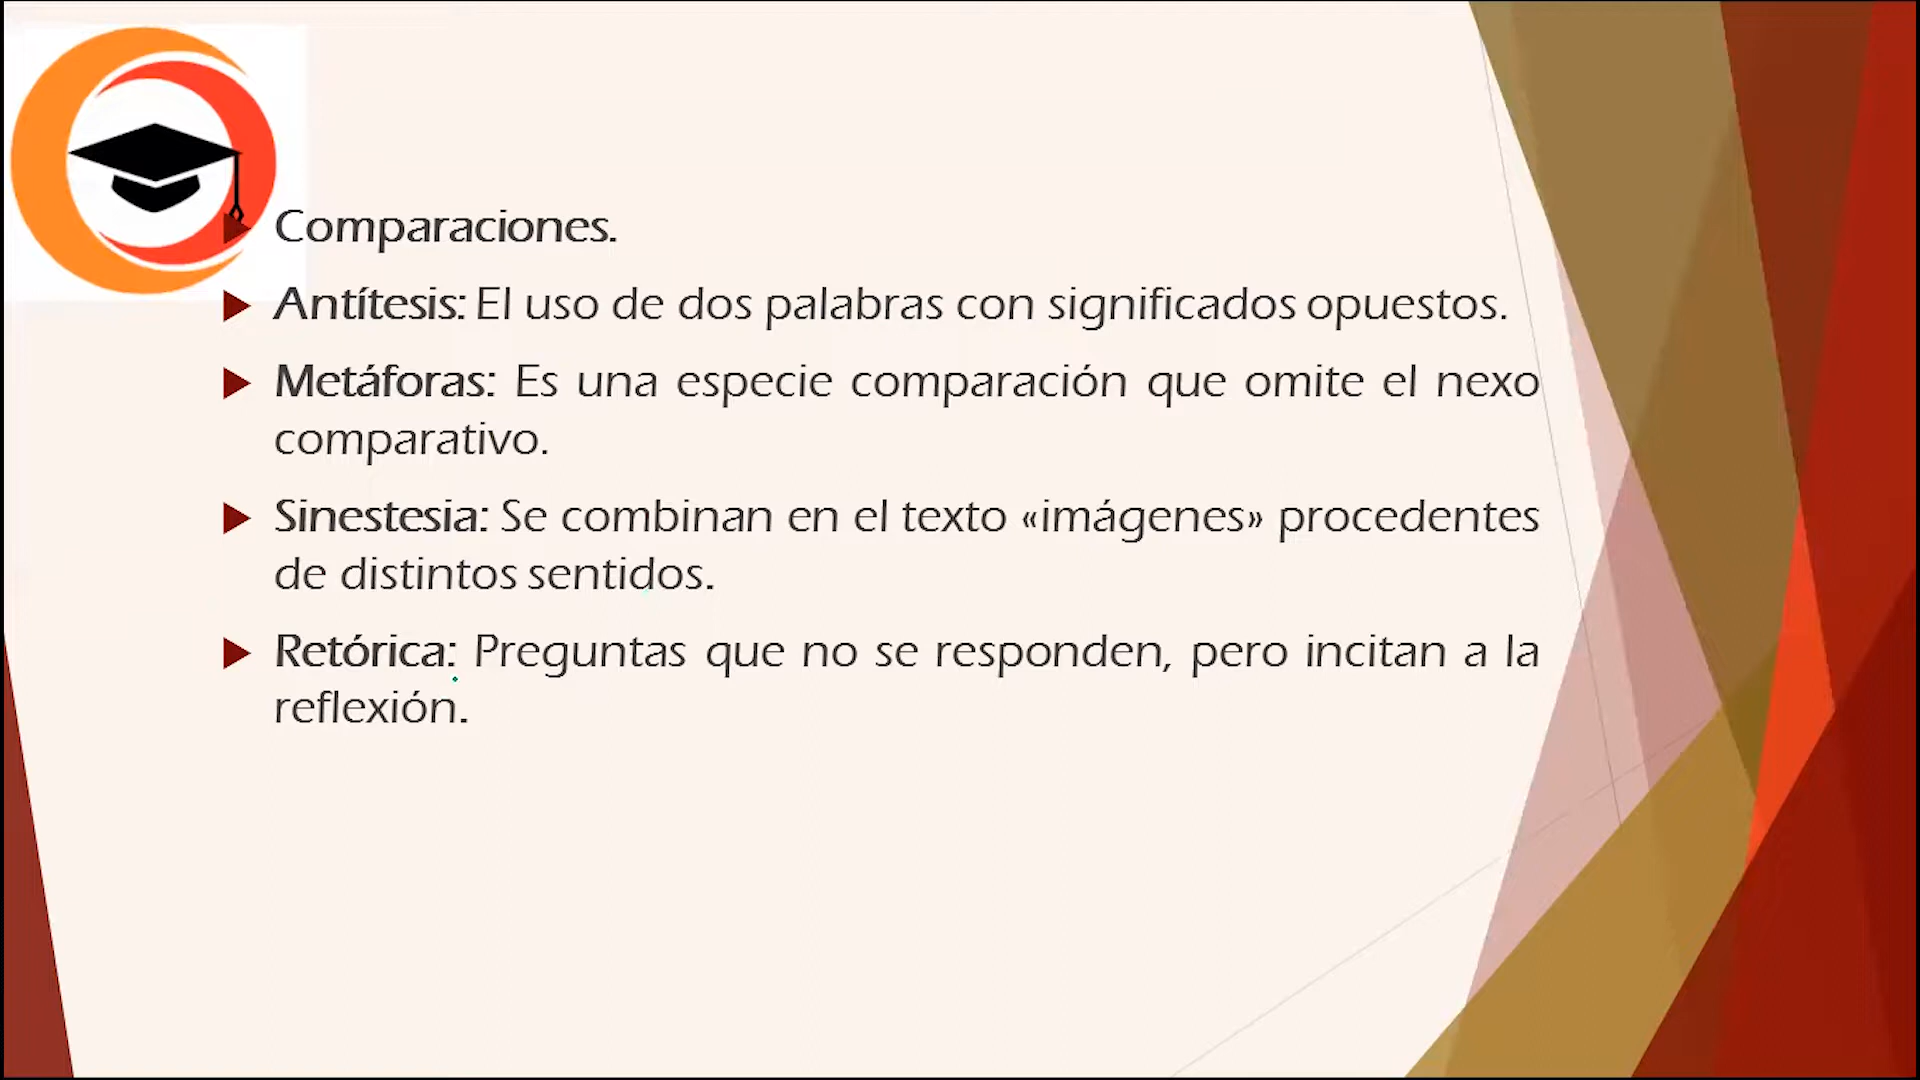 Comparaciones.
Antítesis: El uso de dos palabras con significados opuestos.
Metáforas: Es una especie comparación que omite el nexo
comparativo.
Sinestesia: Se combinan en el texto «imágenes» procedentes
de distintos sentidos.
Retórica: Preguntas que no se responden, pero incitan a la
reflexión.